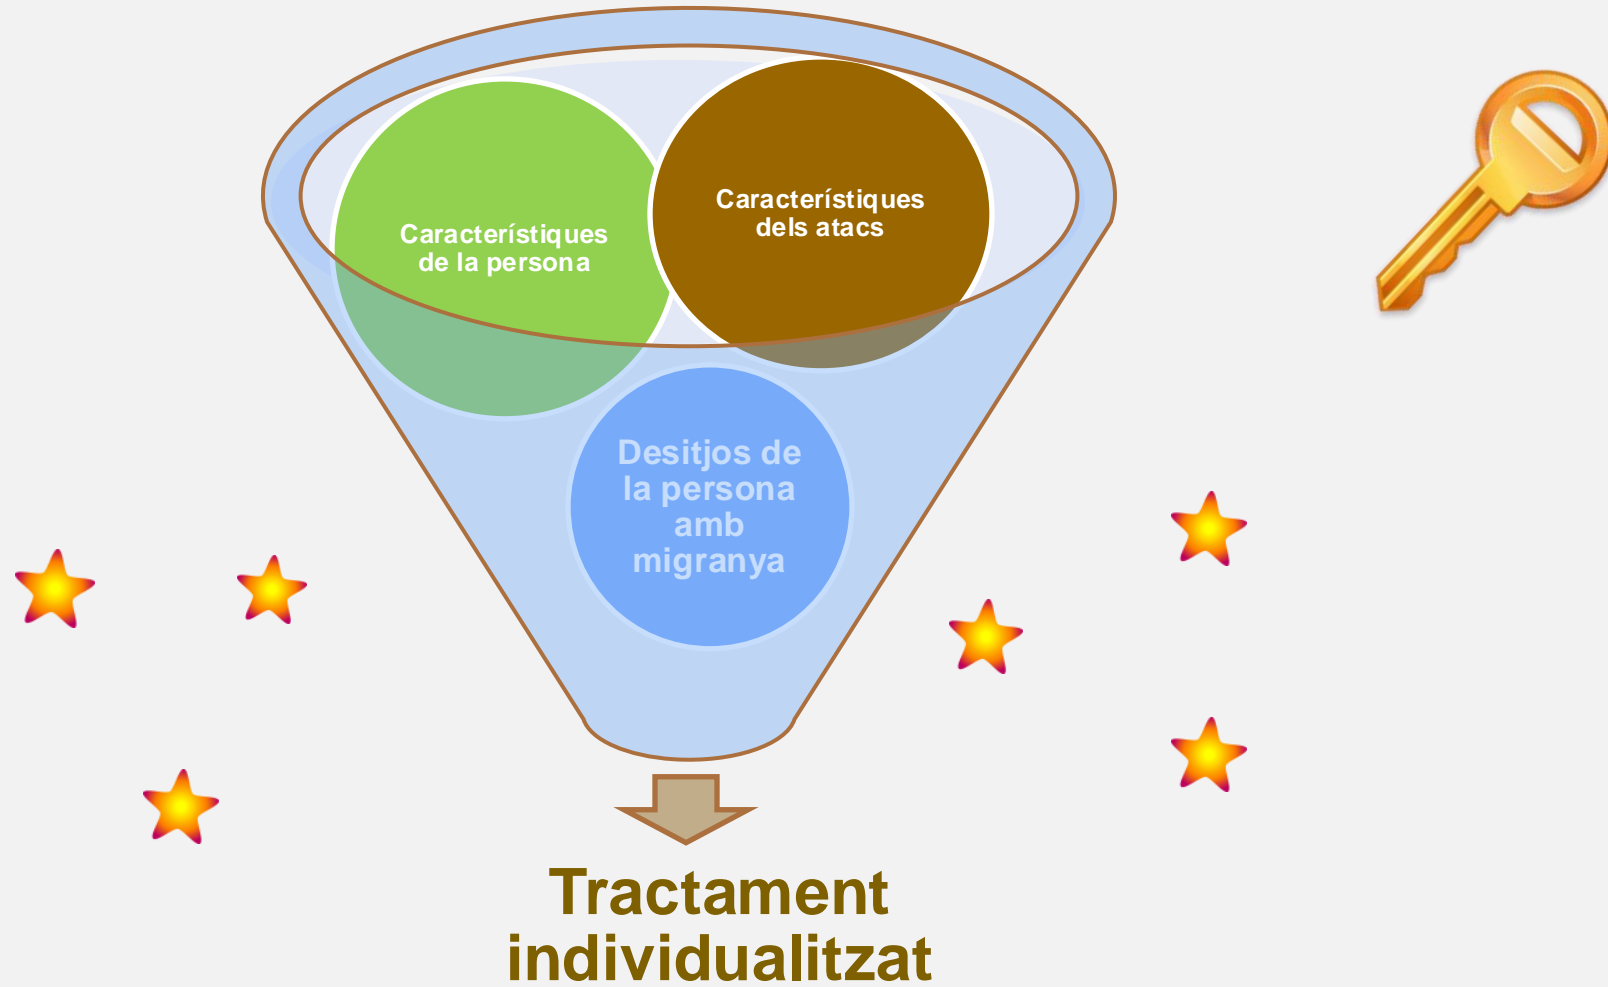 Característiques
de la persona
Característiques
dels atacs
Desitjos de
la persona
amb
migranya
Tractament
individualitzat